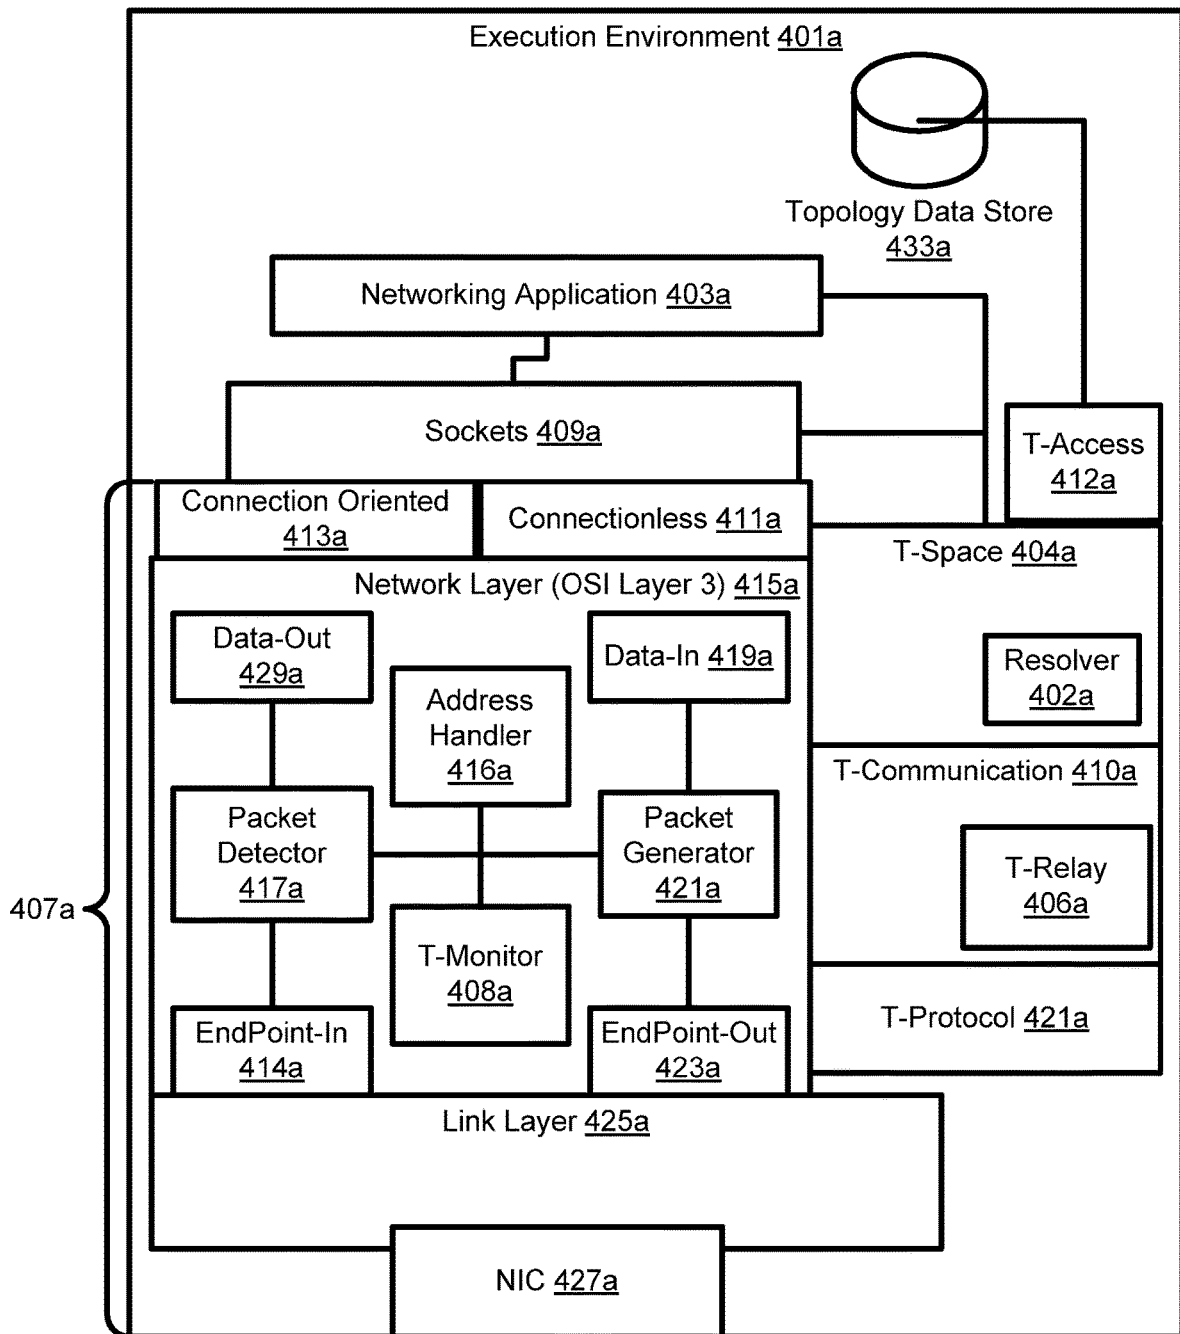 Execution Environment 401a
Topology Data Store
433a
Networking Application 403a
Sockets 409a
T-Access
412a
Connection Oriented
413a
Connectionless 411a
T-Space 404a
Network Layer (OSI Layer 3) 415a
Data-Out
429a
Data-In 419a
Resolver
402a
Address
Handler
416a
T-Communication 410a
Packet
Detector
417a
Packet
Generator
421a
T-Relay
406a
407a
T-Monitor
408a
T-Protocol 421a
EndPoint-In
414a
EndPoint-Out
423a
Link Layer 425a
NIC 427a